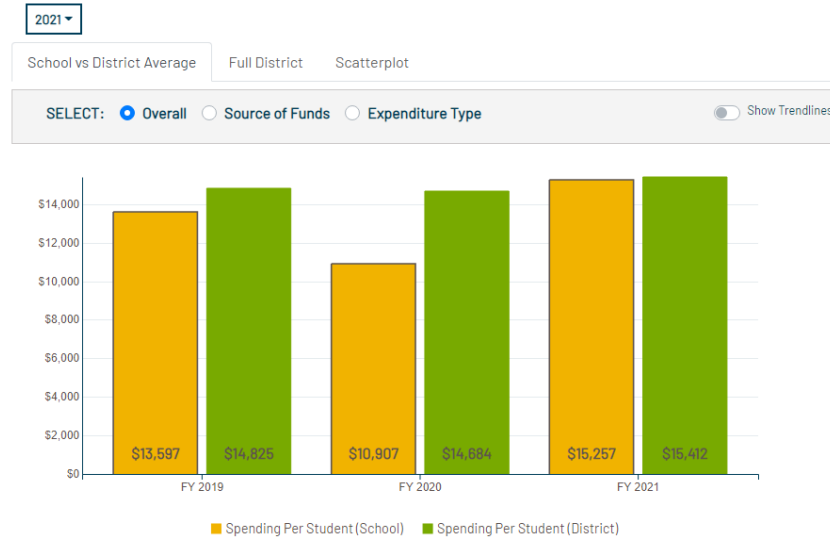 2021
School vs District Average Full District Scatterplot
SELECT: Overall Source of Funds Expenditure Type Show Trendlines
$14,000
$12,000
$10,000
$8,000
$6,000
$4,000
$2,000
$13,597 $14,825 $10,907 $14,684 $15,257 $15,412
$0
FY 2019 FY 2020 FY 2021
Spending Per Student (School) Spending Per Student (District)